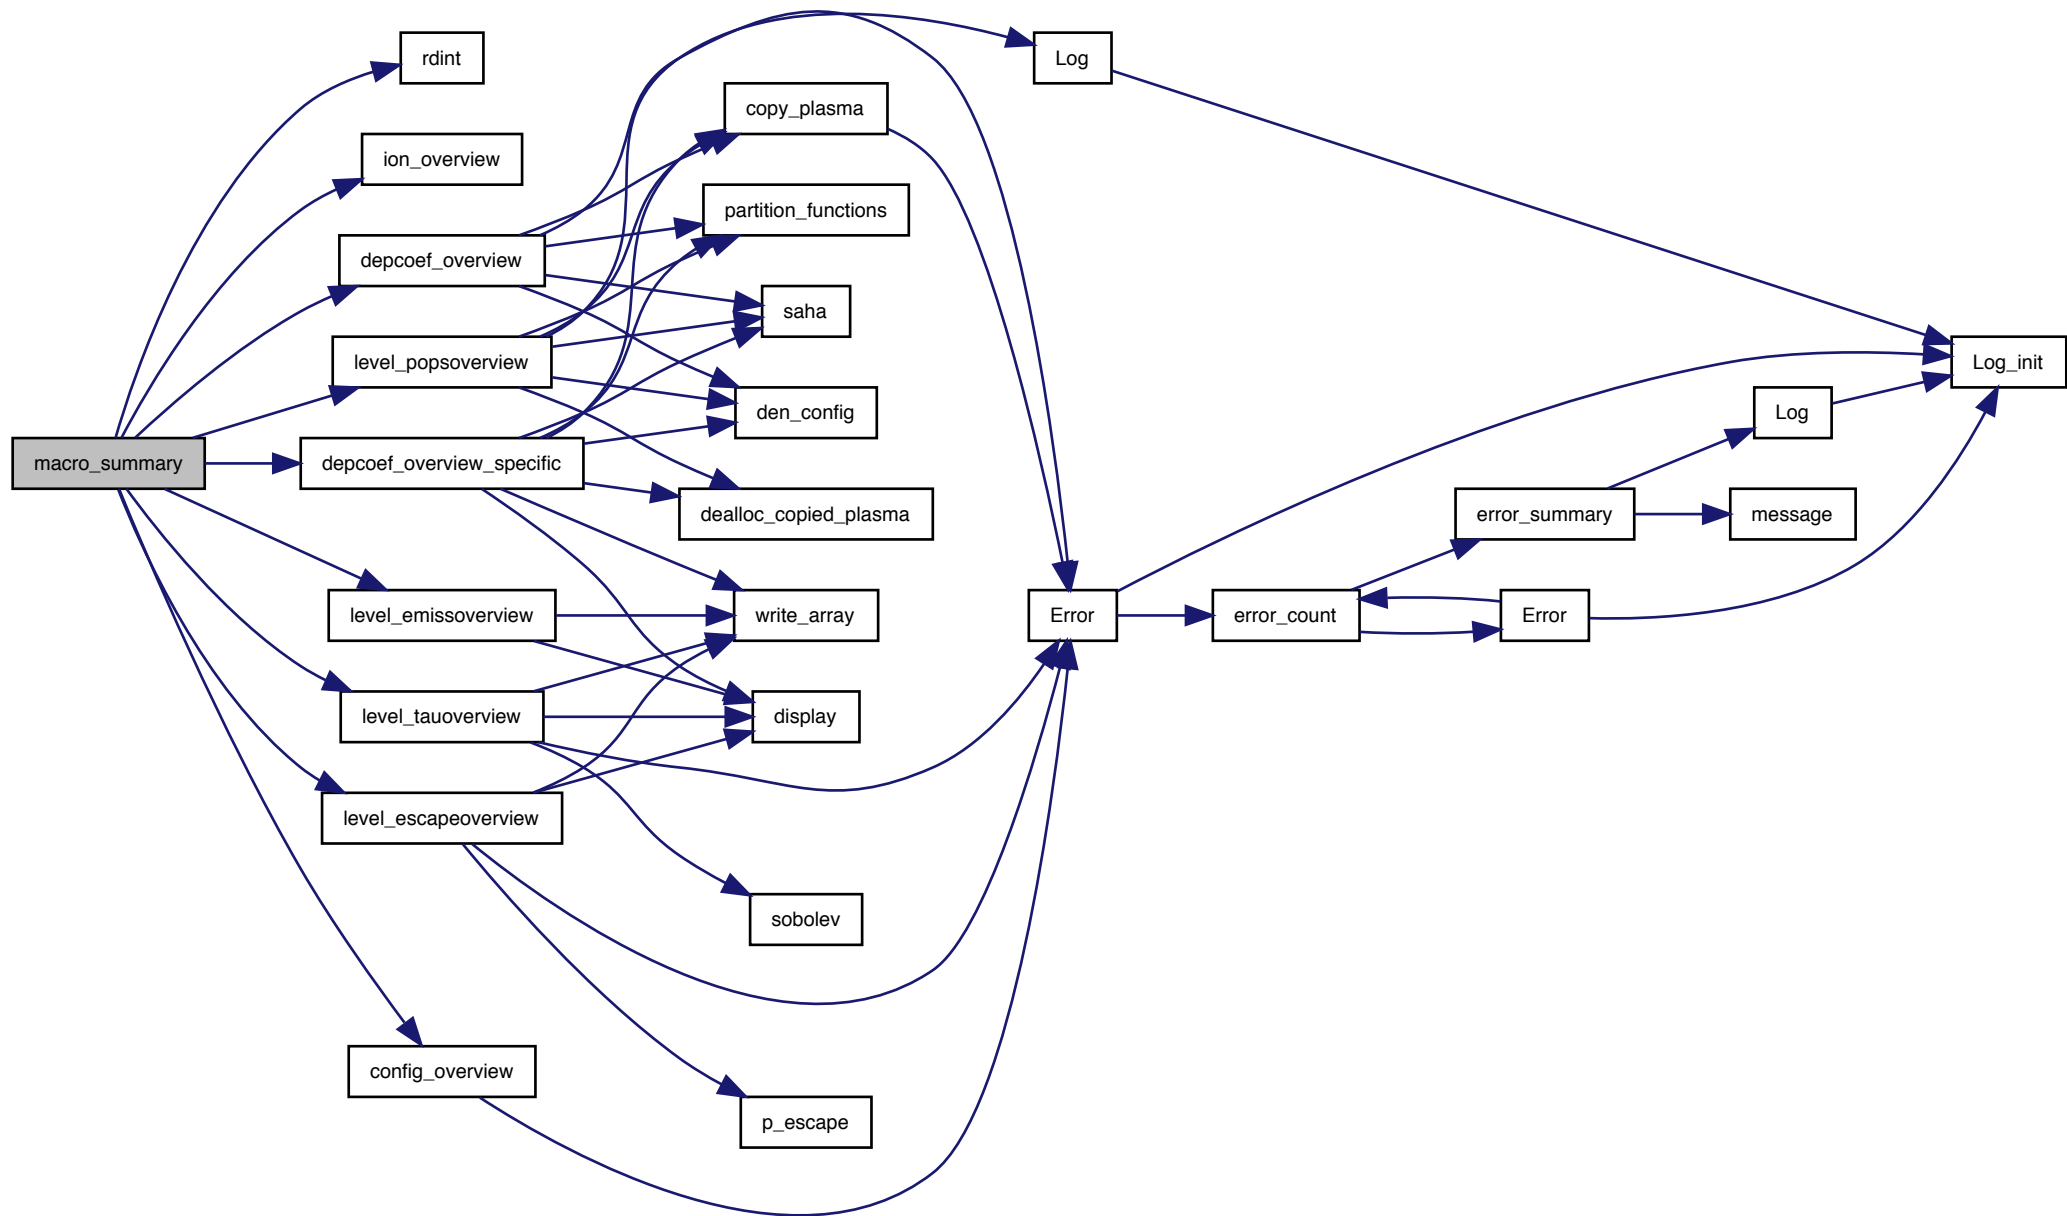 rdint
Log
copy_plasma
ion_overview
partition_functions
depcoef_overview
saha
level_popsoverview
Log_init
den_config
Log
macro_summary
depcoef_overview_specific
dealloc_copied_plasma
error_summary
message
level_emissoverview
write_array
Error
error_count
Error
level_tauoverview
display
level_escapeoverview
sobolev
config_overview
p_escape